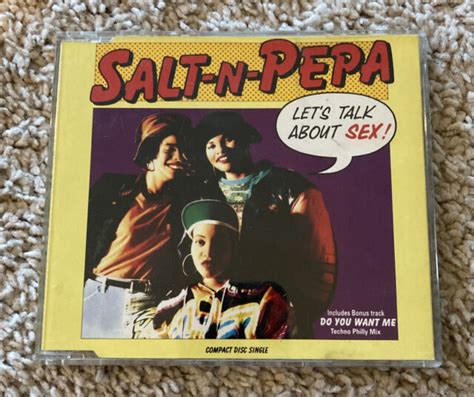 SALT-N-PEPA
LET'S TALK
ABOUT SEX!
Includes Bonus track
DO YOU WANT ME
Techno Philly Mix
COMPACT DISC SINGLE